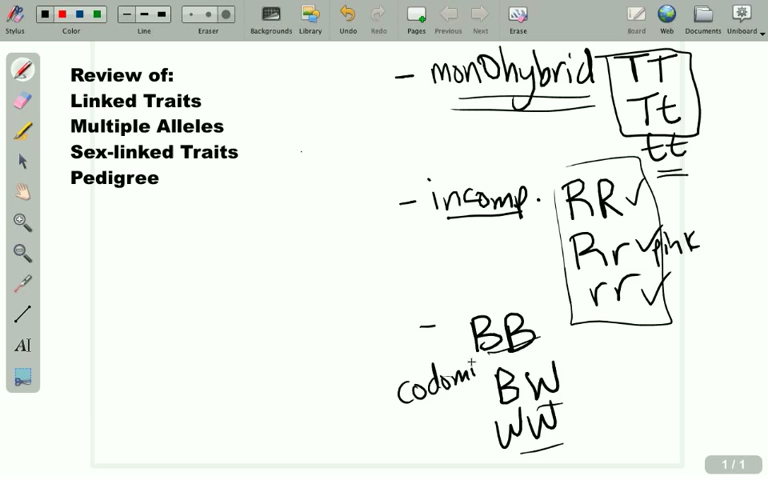 Stylus
Color
Line
Eraser
Backgrounds
Library
Undo
Redo
Pages
Previous
Next
Erase
Board
Web
Documents
Uniboard
Review of:
Linked Traits
Multiple Alleles
Sex-linked Traits
Pedigree
- monohybrid TT
Tt
tt
- incomp. RR ✓
Rr ✓ pink
rr ✓
- BB
codomi BW
WW
AI
1 / 1